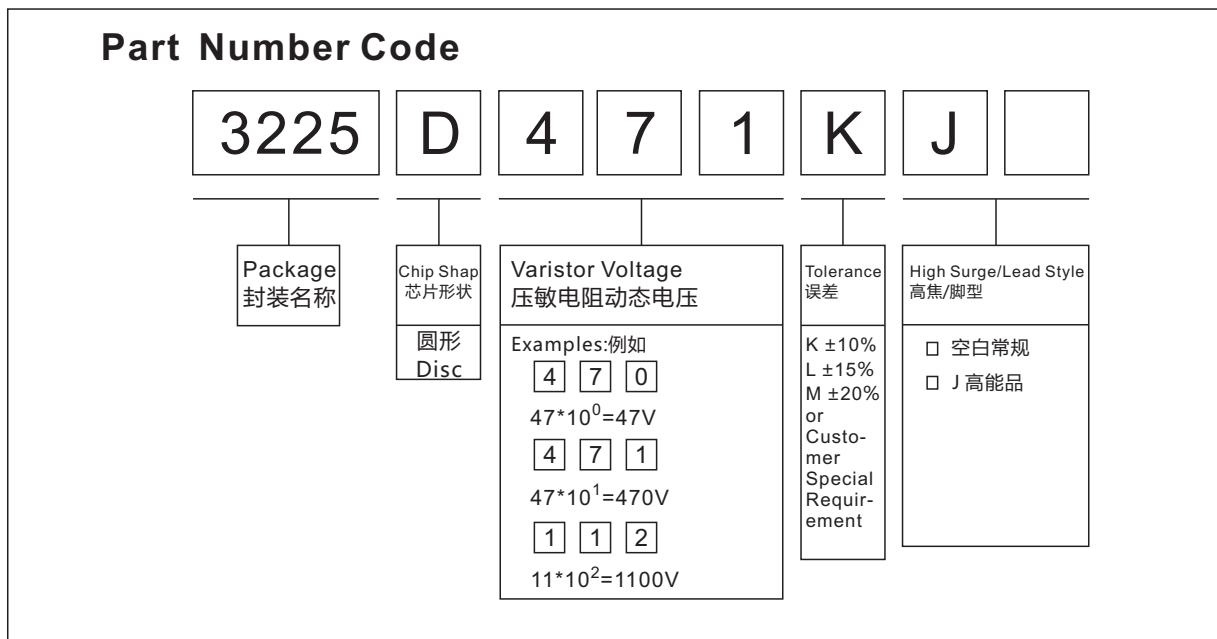 Part Number Code
3225 D 4 7 1 K J
Package
封装名称
Chip Shap
芯片形状
圆形
Disc
Varistor Voltage
压敏电阻动态电压
Examples:例如
4 7 0
47*10⁰=47V
4 7 1
47*10¹=470V
1 1 2
11*10²=1100V
Tolerance
误差
K ±10%
L ±15%
M ±20%
or
Custo-
mer
Special
Requir-
ement
High Surge/Lead Style
高焦/脚型
□ 空白常规
□ J 高能品